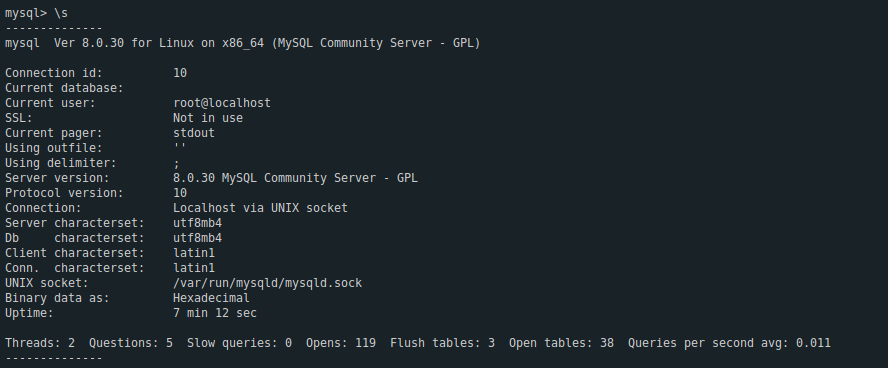 mysql> \s
--------------
mysql  Ver 8.0.30 for Linux on x86_64 (MySQL Community Server - GPL)

Connection id:          10
Current database:
Current user:           root@localhost
SSL:                    Not in use
Current pager:          stdout
Using outfile:          ''
Using delimiter:        ;
Server version:         8.0.30 MySQL Community Server - GPL
Protocol version:       10
Connection:             Localhost via UNIX socket
Server characterset:    utf8mb4
Db     characterset:    utf8mb4
Client characterset:    latin1
Conn.  characterset:    latin1
UNIX socket:            /var/run/mysqld/mysqld.sock
Binary data as:         Hexadecimal
Uptime:                 7 min 12 sec

Threads: 2  Questions: 5  Slow queries: 0  Opens: 119  Flush tables: 3  Open tables: 38  Queries per second avg: 0.011
--------------